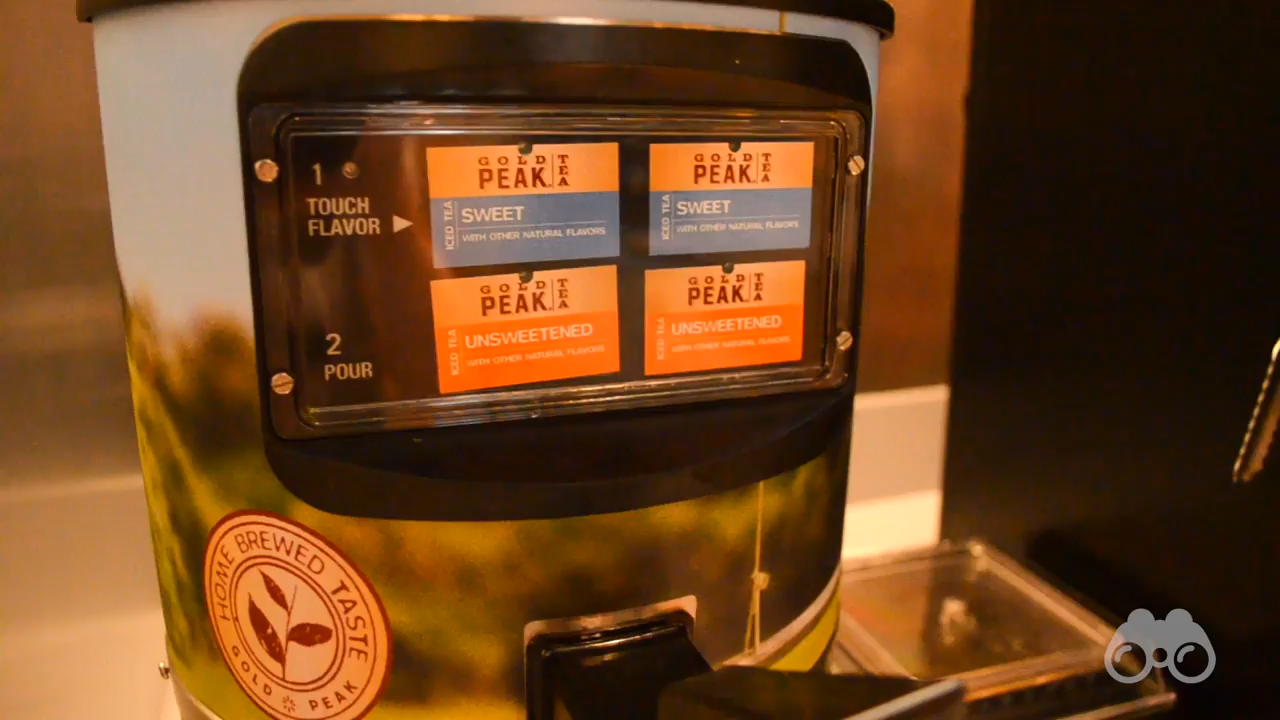 1
TOUCH
FLAVOR
2
POUR
GOLD
PEAK
TEA
ICED TEA
SWEET
WITH OTHER NATURAL FLAVORS
GOLD
PEAK
TEA
ICED TEA
SWEET
WITH OTHER NATURAL FLAVORS
GOLD
PEAK
TEA
ICED TEA
UNSWEETENED
WITH OTHER NATURAL FLAVORS
GOLD
PEAK
TEA
ICED TEA
UNSWEETENED
WITH OTHER NATURAL FLAVORS
HOME BREWED TASTE
GOLD PEAK